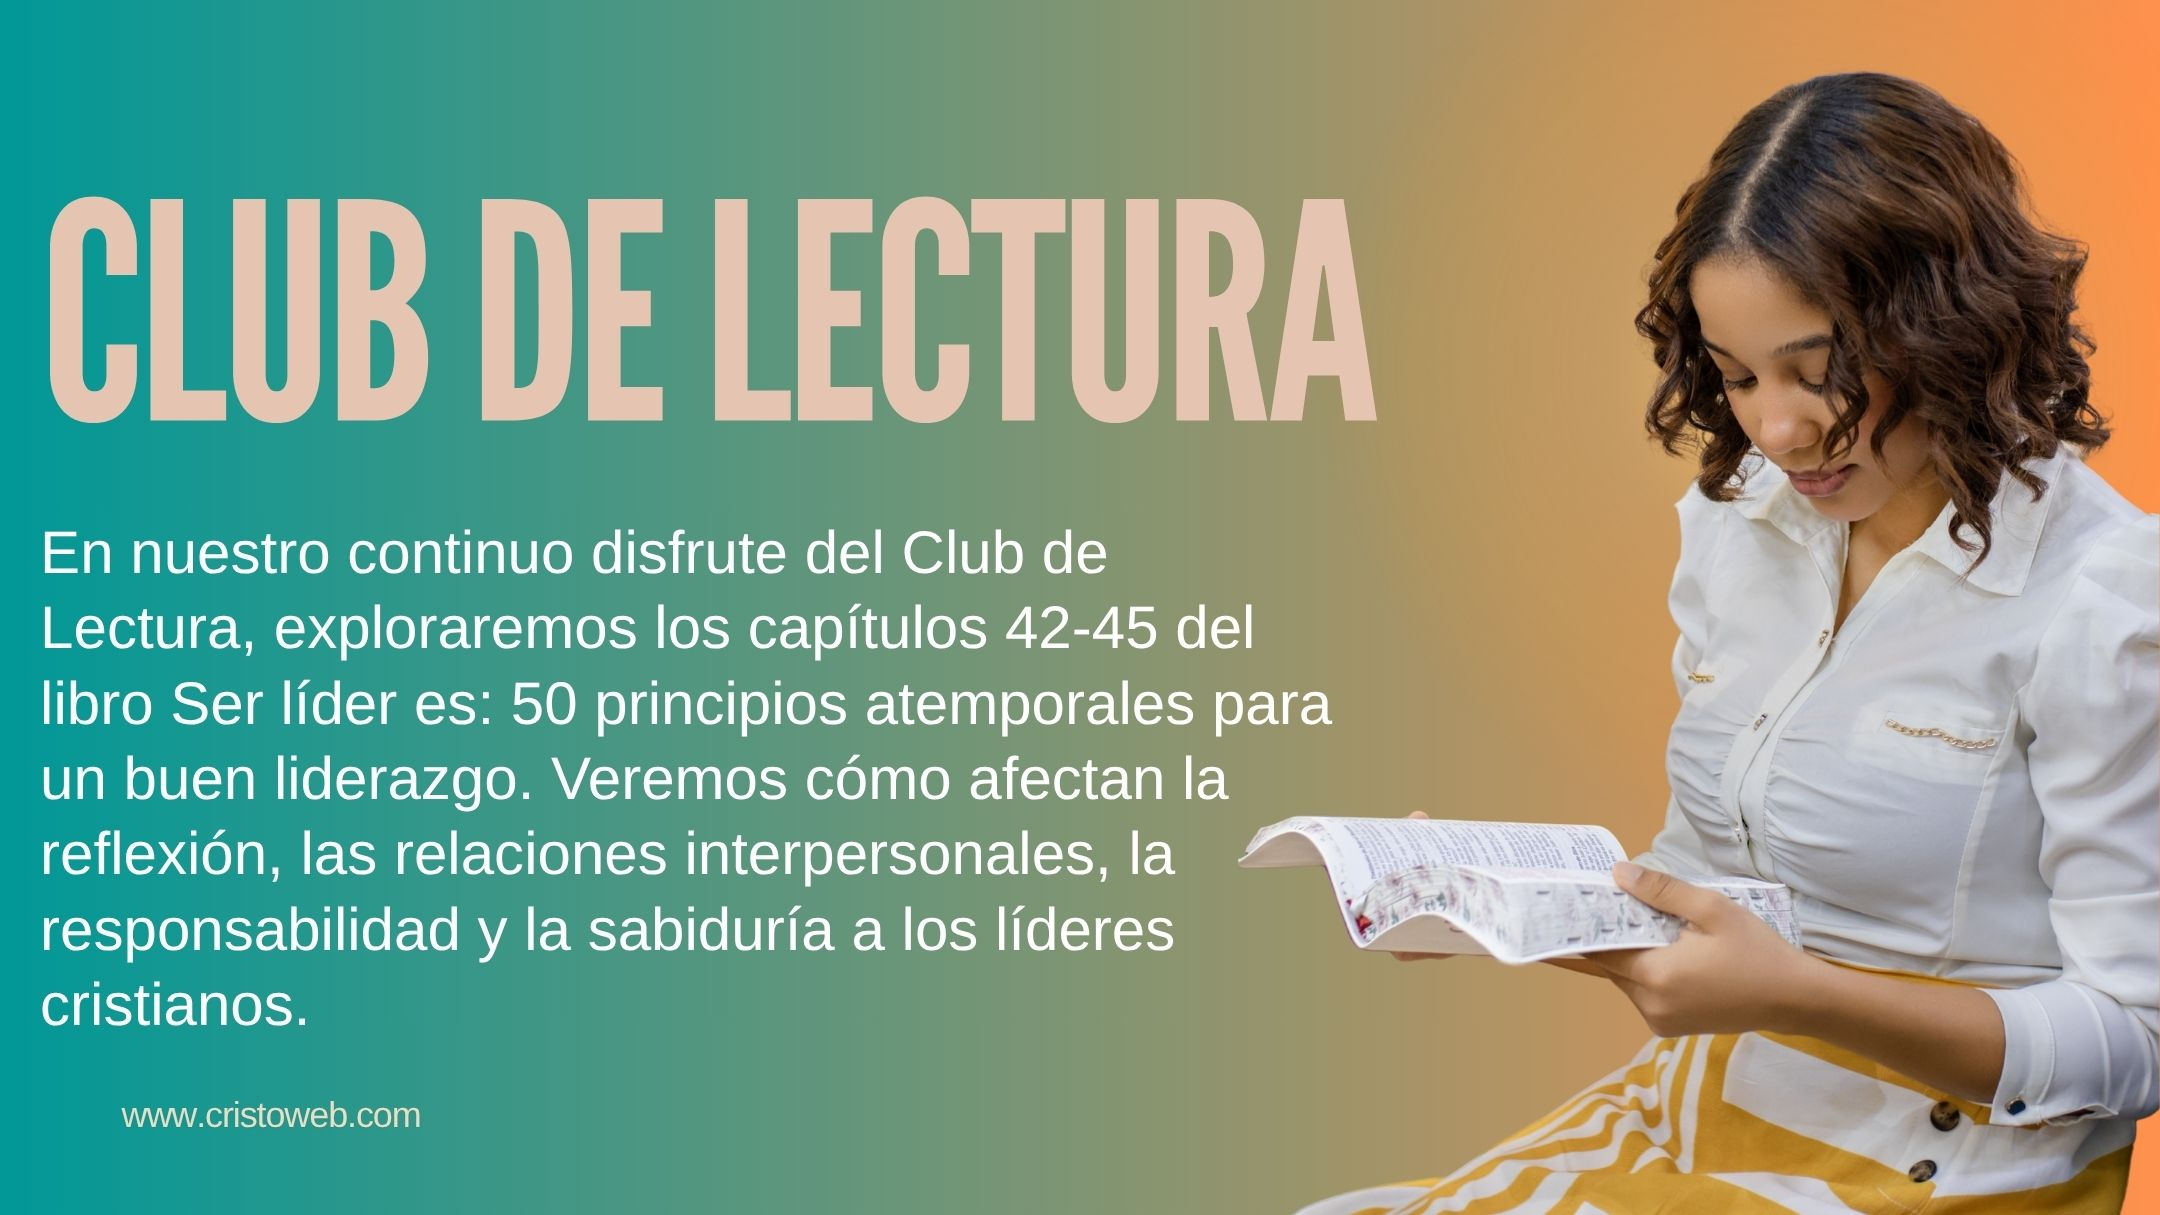 CLUB DE LECTURA
En nuestro continuo disfrute del Club de
Lectura, exploraremos los capítulos 42-45 del
libro Ser líder es: 50 principios atemporales para
un buen liderazgo. Veremos cómo afectan la
reflexión, las relaciones interpersonales, la
responsabilidad y la sabiduría a los líderes
cristianos.
www.cristoweb.com